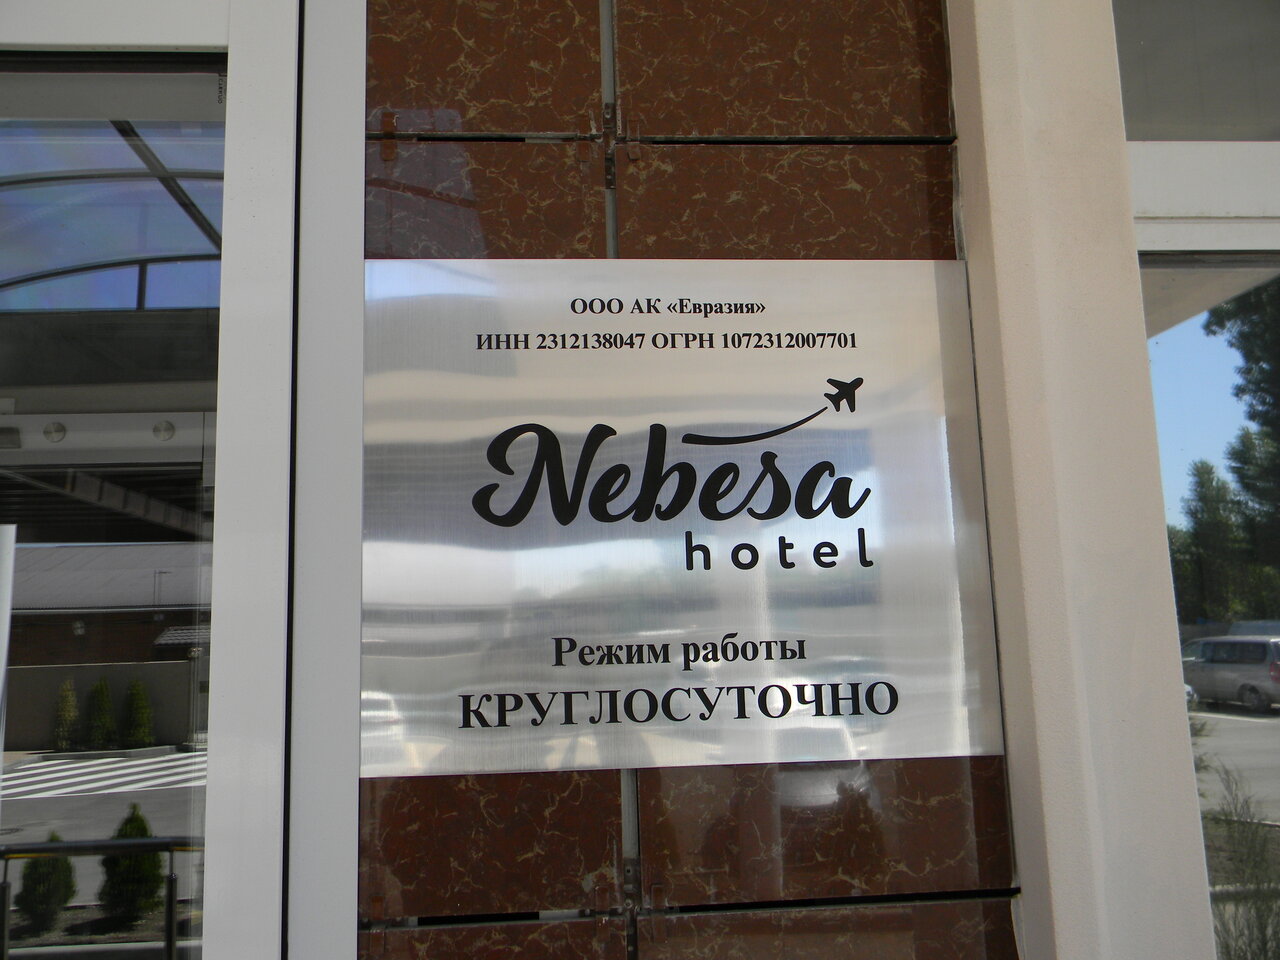 ООО АК «Евразия»
ИНН 2312138047 ОГРН 1072312007701
Nebesa
hotel
Режим работы
КРУГЛОСУТОЧНО